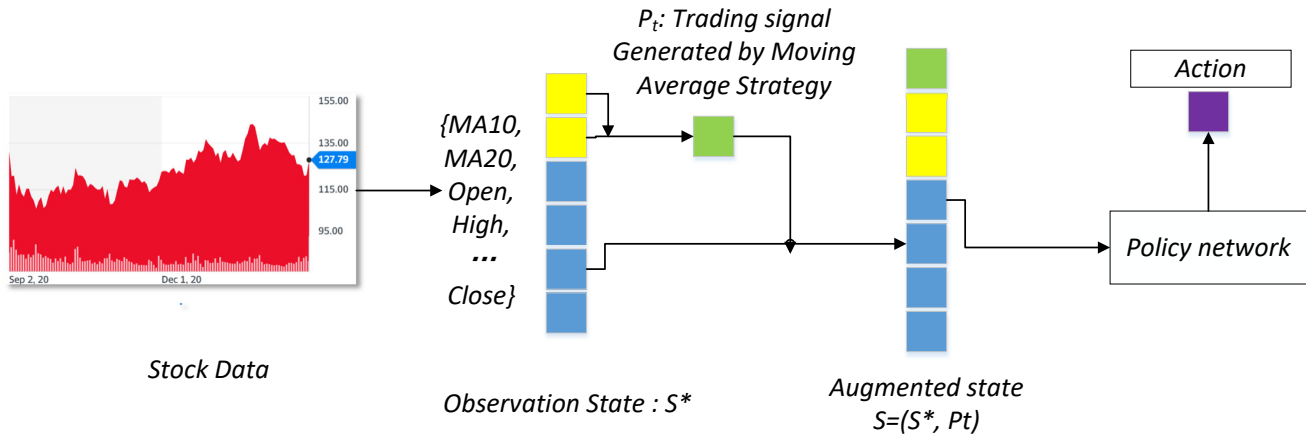 155.00
135.00
127.79
115.00
95.00
Sep 2, 20
Dec 1, 20
Stock Data
{MA10,
MA20,
Open,
High,
...
Close}
Observation State : S*
Pₜ: Trading signal
Generated by Moving
Average Strategy
Augmented state
S=(S*, Pt)
Action
Policy network